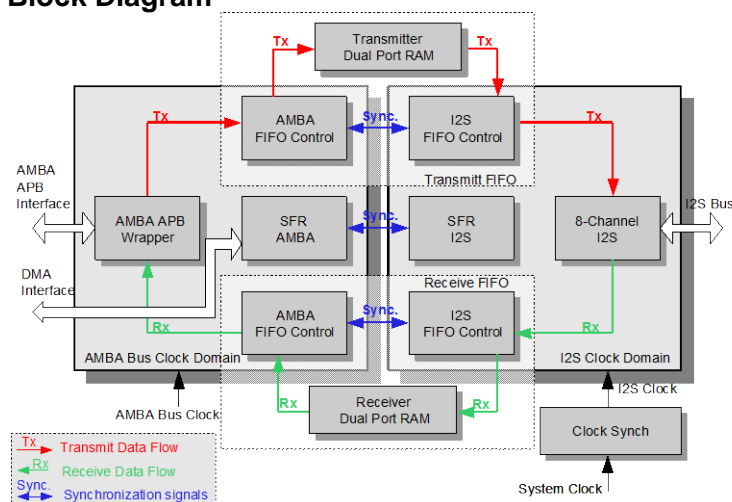 Block Diagram
Transmitter
Dual Port RAM
Tx
Tx
AMBA
FIFO Control
Sync.
I2S
FIFO Control
Tx
Tx
Transmitt FIFO
AMBA
APB
Interface
AMBA APB
Wrapper
SFR
AMBA
Sync.
SFR
I2S
8-Channel
I2S
I2S Bus
DMA
Interface
Receive FIFO
AMBA
FIFO Control
Sync.
I2S
FIFO Control
Rx
Rx
AMBA Bus Clock Domain
I2S Clock Domain
Rx
Rx
I2S Clock
AMBA Bus Clock
Receiver
Dual Port RAM
Clock Synch
System Clock
Tx Transmit Data Flow
Rx Receive Data Flow
Sync. Synchronization signals